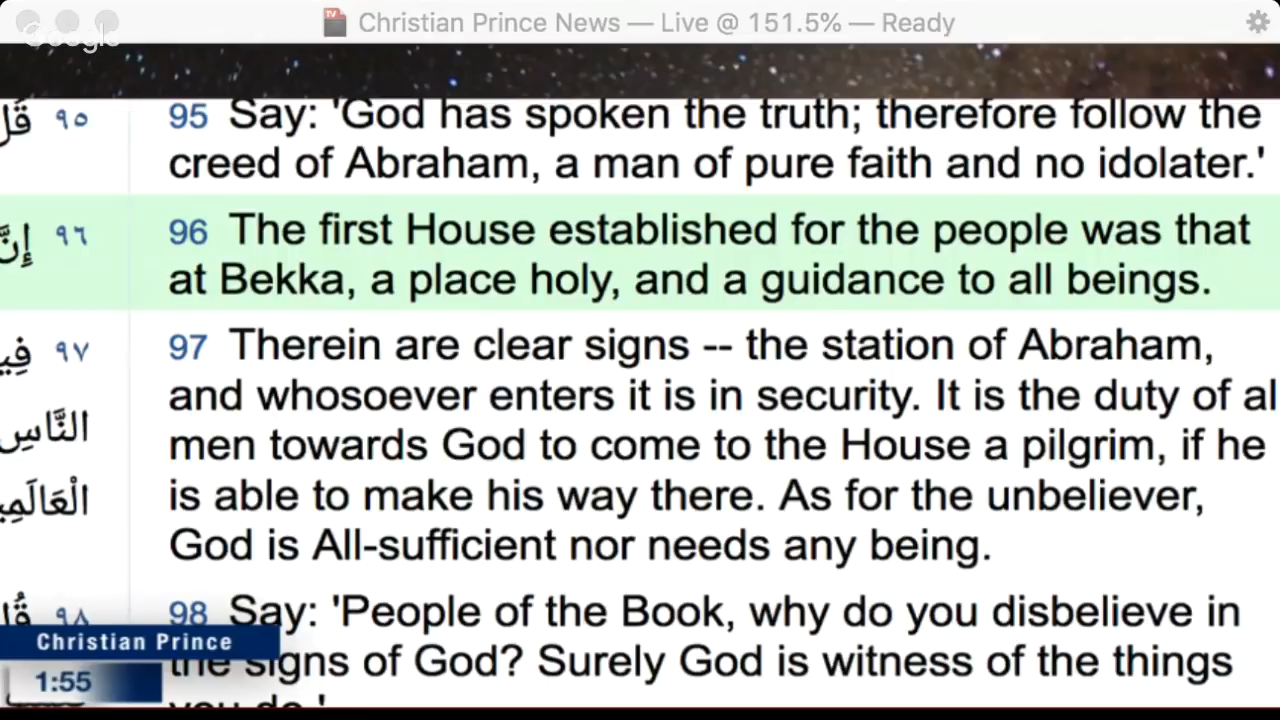 Christian Prince News — Live @ 151.5% — Ready
Google
٩٥ 95 Say: 'God has spoken the truth; therefore follow the
creed of Abraham, a man of pure faith and no idolater.'
إِنَّ ٩٦ 96 The first House established for the people was that
at Bekka, a place holy, and a guidance to all beings.
٩٧ 97 Therein are clear signs -- the station of Abraham,
and whosoever enters it is in security. It is the duty of al
النَّاسِ
men towards God to come to the House a pilgrim, if he
is able to make his way there. As for the unbeliever,
God is All-sufficient nor needs any being.
٩٨ 98 Say: 'People of the Book, why do you disbelieve in
the signs of God? Surely God is witness of the things
you do.'
Christian Prince
1:55